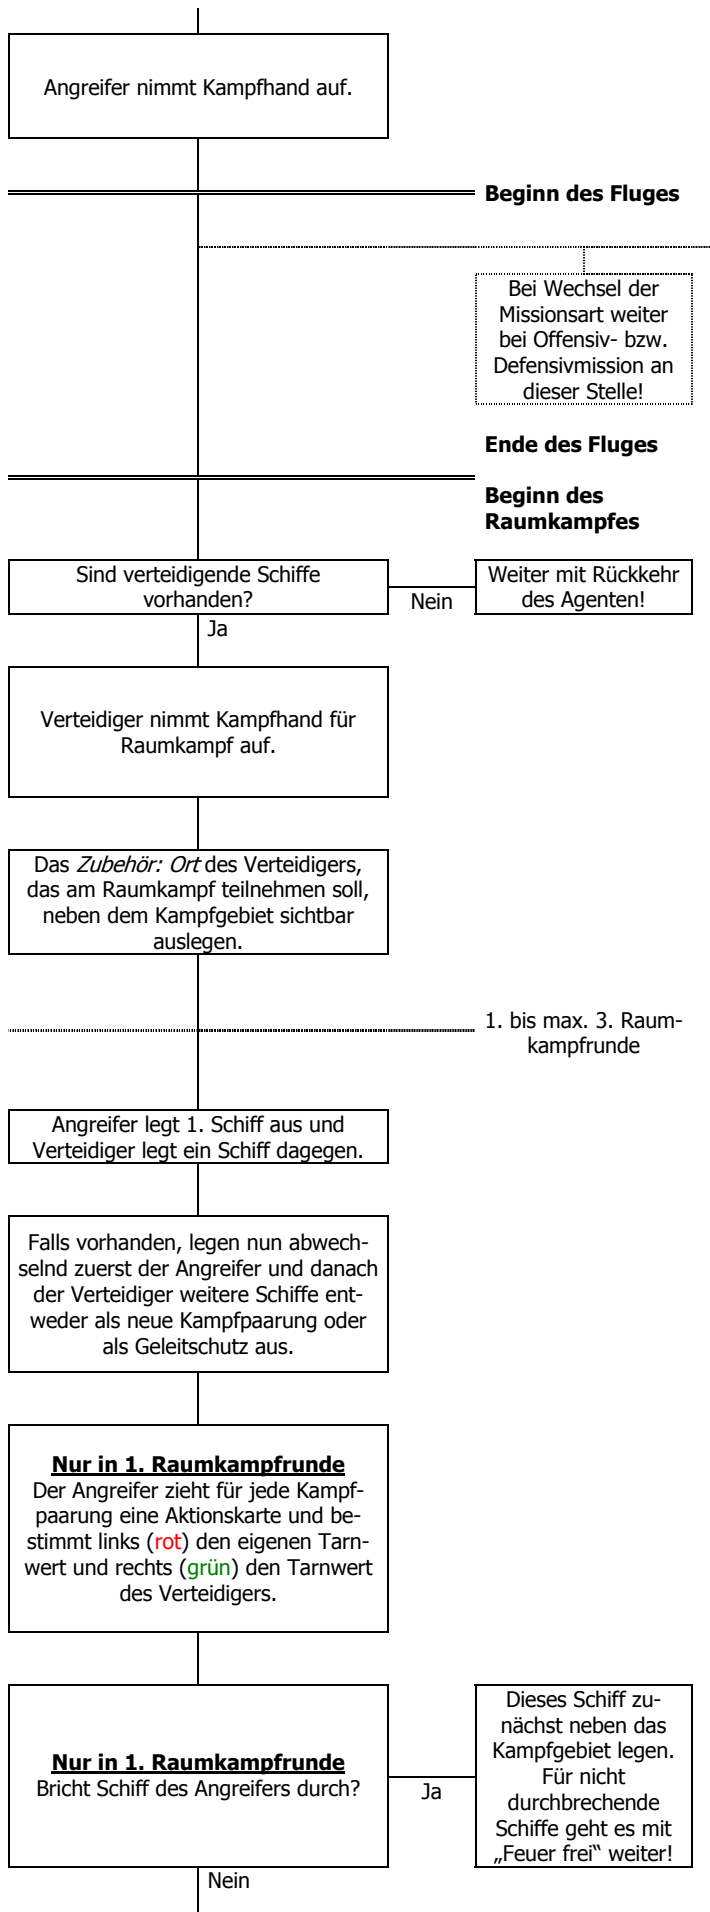 Angreifer nimmt Kampfhand auf.
Beginn des Fluges
Bei Wechsel der
Missionsart weiter
bei Offensiv- bzw.
Defensivmission an
dieser Stelle!
Ende des Fluges
Beginn des
Raumkampfes
Sind verteidigende Schiffe
vorhanden?
Nein
Weiter mit Rückkehr
des Agenten!
Ja
Verteidiger nimmt Kampfhand für
Raumkampf auf.
Das Zubehör: Ort des Verteidigers,
das am Raumkampf teilnehmen soll,
neben dem Kampfgebiet sichtbar
auslegen.
1. bis max. 3. Raum-
kampfrunde
Angreifer legt 1. Schiff aus und
Verteidiger legt ein Schiff dagegen.
Falls vorhanden, legen nun abwech-
selnd zuerst der Angreifer und danach
der Verteidiger weitere Schiffe ent-
weder als neue Kampfpaarung oder
als Geleitschutz aus.
Nur in 1. Raumkampfrunde
Der Angreifer zieht für jede Kampf-
paarung eine Aktionskarte und be-
stimmt links (rot) den eigenen Tarn-
wert und rechts (grün) den Tarnwert
des Verteidigers.
Nur in 1. Raumkampfrunde
Bricht Schiff des Angreifers durch?
Ja
Dieses Schiff zu-
nächst neben das
Kampfgebiet legen.
Für nicht
durchbrechende
Schiffe geht es mit
„Feuer frei“ weiter!
Nein